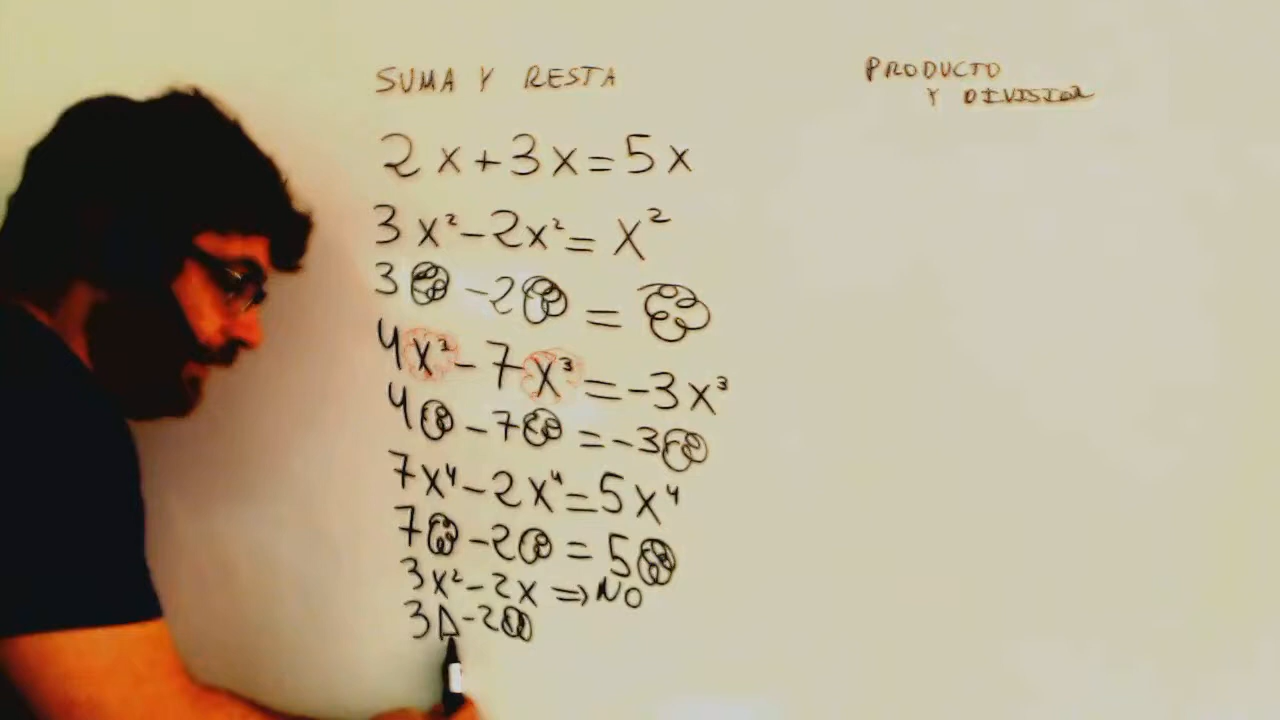 SUMA Y RESTA
2x+3x=5x
3x²-2x²=x²
3 -2 =
4x³-7x³=-3x³
4 -7 =-3
7x⁴-2x⁴=5x⁴
7 -2 = 5
3x²-2x⇒NO
3△-2
PRODUCTO
Y DIVISION